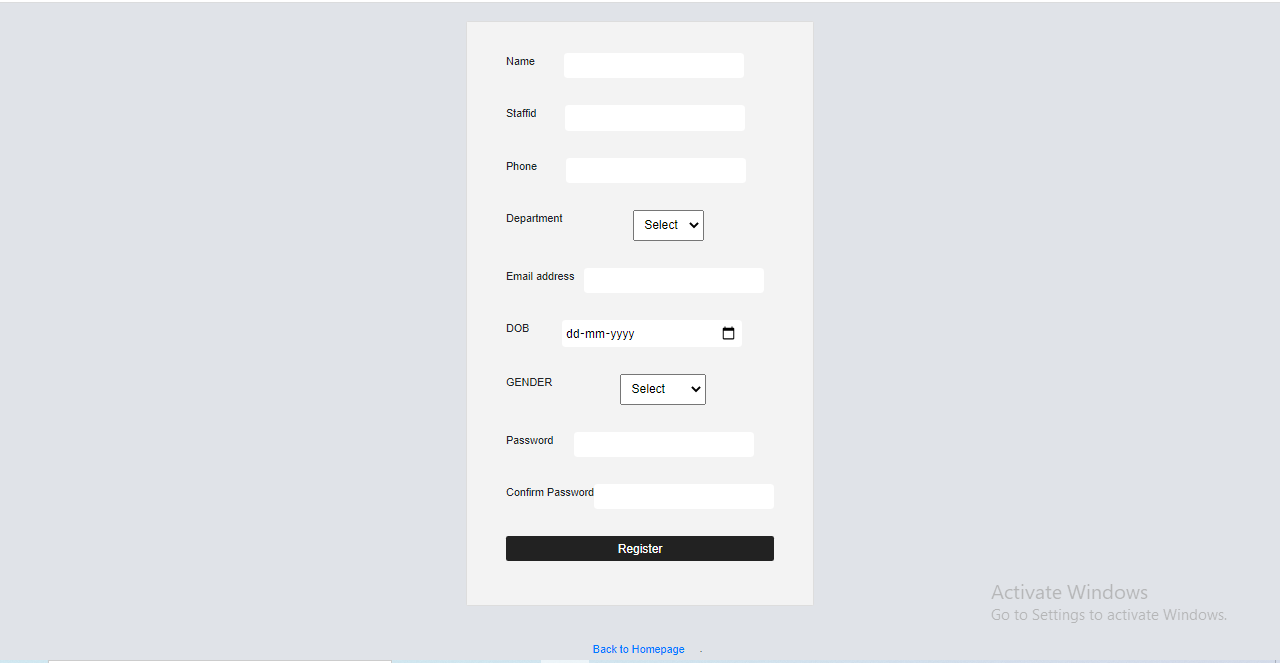 Name
Staffid
Phone
Department Select
Email address
DOB dd-mm-yyyy
GENDER Select
Password
Confirm Password
Register
Activate Windows
Go to Settings to activate Windows.
Back to Homepage .